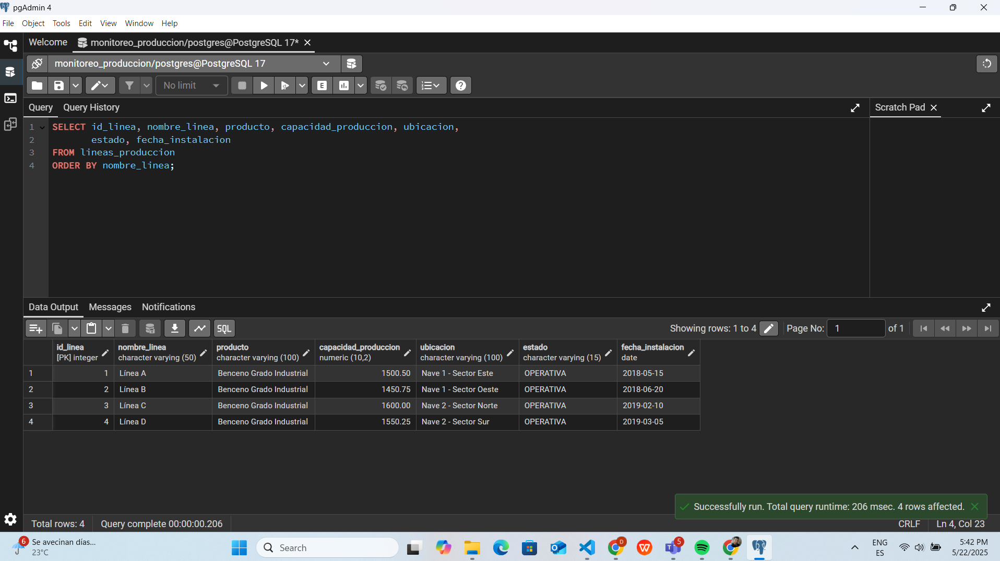 pgAdmin 4
File Object Tools Edit View Window Help
Welcome monitoreo_produccion/postgres@PostgreSQL 17*
monitoreo_produccion/postgres@PostgreSQL 17
No limit
E
Query Query History
Scratch Pad
1 SELECT id_linea, nombre_linea, producto, capacidad_produccion, ubicacion,
2 estado, fecha_instalacion
3 FROM lineas_produccion
4 ORDER BY nombre_linea;
Data Output Messages Notifications
SQL Showing rows: 1 to 4 Page No: 1 of 1
id_linea nombre_linea producto capacidad_produccion ubicacion estado fecha_instalacion
[PK] integer character varying (50) character varying (100) numeric (10,2) character varying (100) character varying (15) date
1 1 Línea A Benceno Grado Industrial 1500.50 Nave 1 - Sector Este OPERATIVA 2018-05-15
2 2 Línea B Benceno Grado Industrial 1450.75 Nave 1 - Sector Oeste OPERATIVA 2018-06-20
3 3 Línea C Benceno Grado Industrial 1600.00 Nave 2 - Sector Norte OPERATIVA 2019-02-10
4 4 Línea D Benceno Grado Industrial 1550.25 Nave 2 - Sector Sur OPERATIVA 2019-03-05
Successfully run. Total query runtime: 206 msec. 4 rows affected.
Total rows: 4 Query complete 00:00:00.206 CRLF Ln 4, Col 23
6 Se avecinan días...
23°C
Search
D
W
T 5
ENG
ES
5:42 PM
5/22/2025